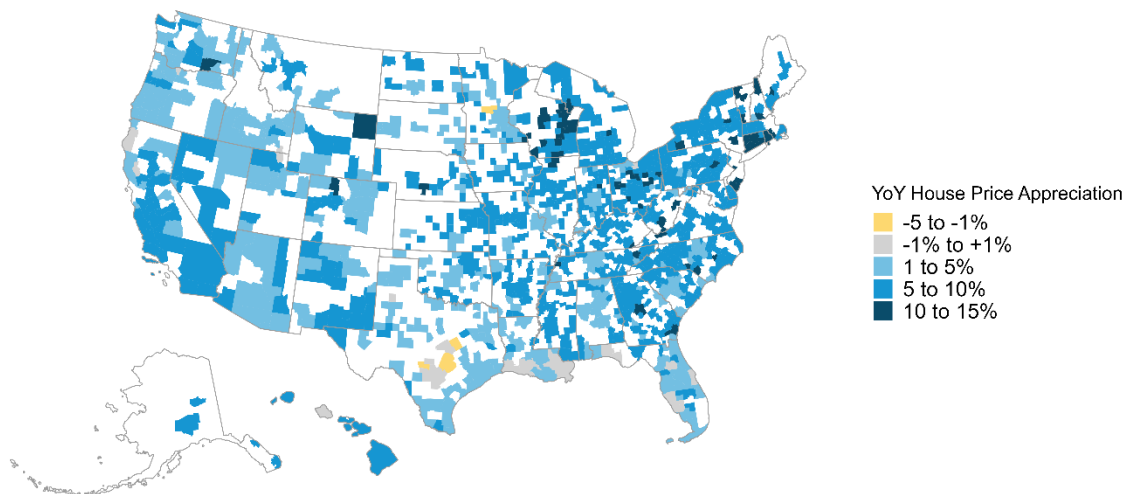 YoY House Price Appreciation
-5 to -1%
-1% to +1%
1 to 5%
5 to 10%
10 to 15%